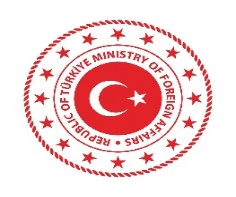 REPUBLIC OF TÜRKİYE MINISTRY OF FOREIGN AFFAIRS